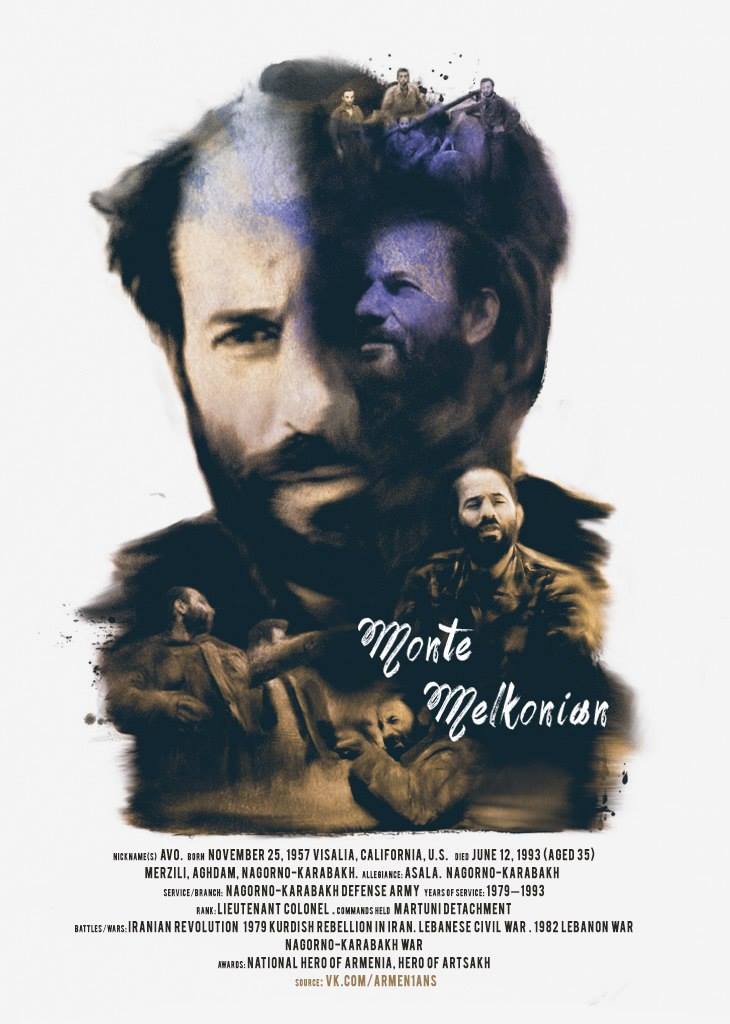 Monte
Melkonian
NICKNAME(S) AVO. BORN NOVEMBER 25, 1957 VISALIA, CALIFORNIA, U.S. DIED JUNE 12, 1993 (AGED 35)
MERZILI, AGHDAM, NAGORNO-KARABAKH. ALLEGIANCE: ASALA. NAGORNO-KARABAKH
SERVICE/BRANCH: NAGORNO-KARABAKH DEFENSE ARMY YEARS OF SERVICE: 1979—1993
RANK: LIEUTENANT COLONEL . COMMANDS HELD MARTUNI DETACHMENT
BATTLES/WARS: IRANIAN REVOLUTION 1979 KURDISH REBELLION IN IRAN. LEBANESE CIVIL WAR . 1982 LEBANON WAR
NAGORNO-KARABAKH WAR
AWARDS: NATIONAL HERO OF ARMENIA, HERO OF ARTSAKH
SOURCE: VK.COM/ARMEN1ANS